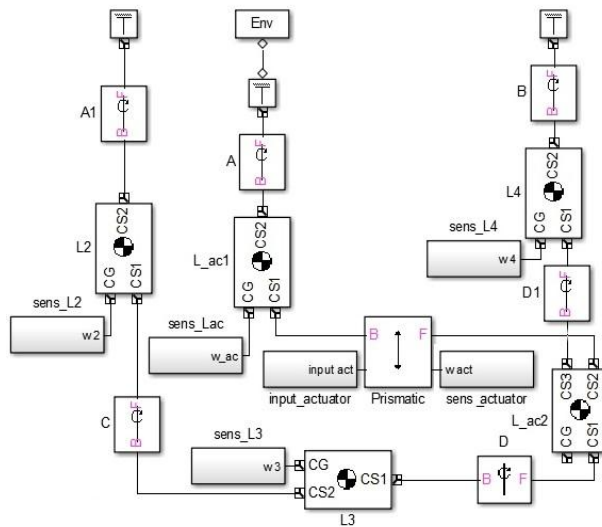 Env
A1
B F
A
B F
B
B F
L2
CS2
CG CS1
L_ac1
CS2
CG CS1
L4
CS2
CG CS1
sens_L4
w4
D1
B F
sens_L2
w2
sens_Lac
w_ac
B F
input act
input_actuator
Prismatic
w act
sens_actuator
CS3 CS2
CG CS1
L_ac2
C
B F
sens_L3
w3
CG
CS2
CS1
L3
D
B F